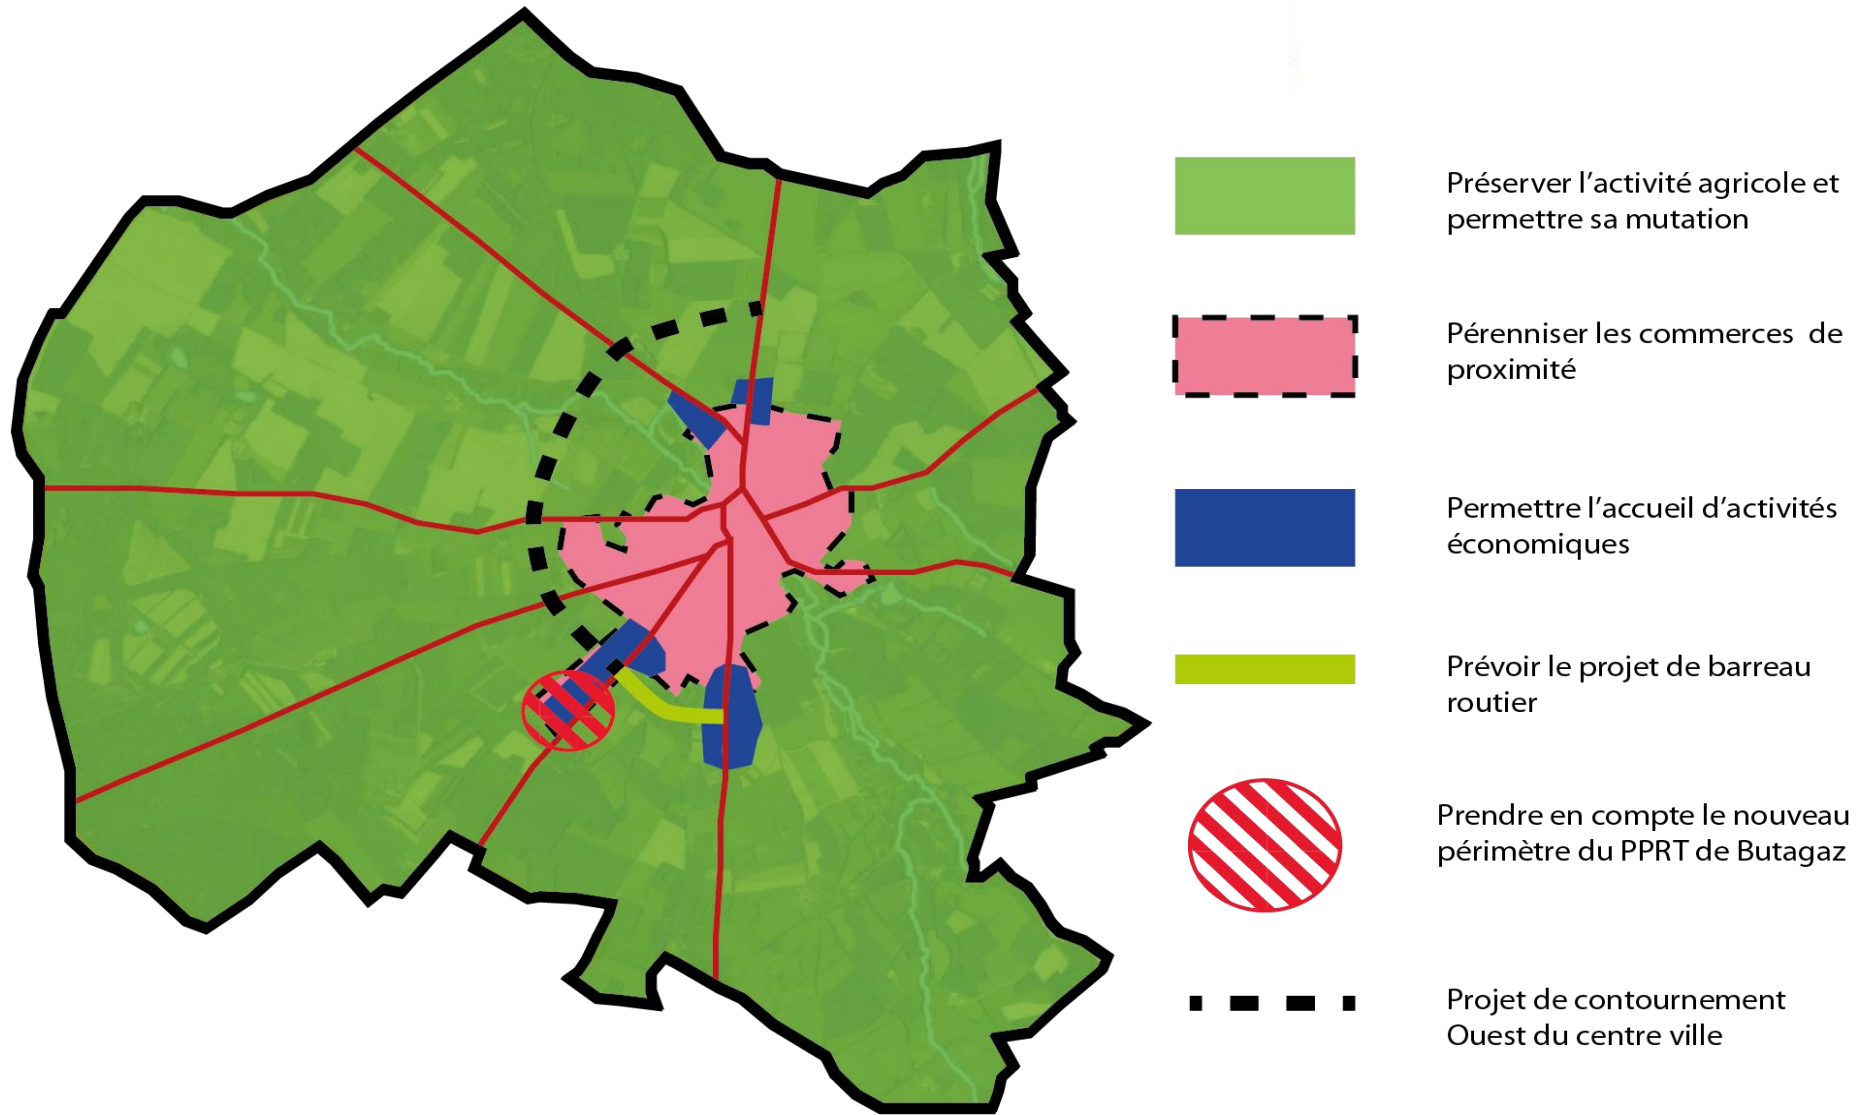 Préserver l'activité agricole et
permettre sa mutation
Pérenniser les commerces de
proximité
Permettre l'accueil d'activités
économiques
Prévoir le projet de barreau
routier
Prendre en compte le nouveau
périmètre du PPRT de Butagaz
Projet de contournement
Ouest du centre ville